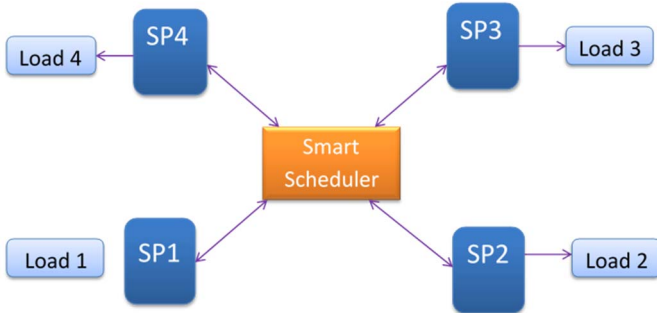 SP4
SP3
Load 4
Load 3
Smart
Scheduler
Load 1
SP1
SP2
Load 2